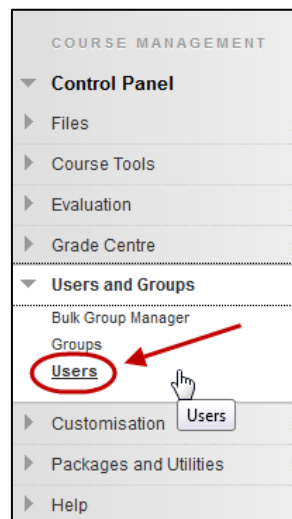 COURSE MANAGEMENT
Control Panel
Files
Course Tools
Evaluation
Grade Centre
Users and Groups
Bulk Group Manager
Groups
Users
Users
Customisation
Packages and Utilities
Help